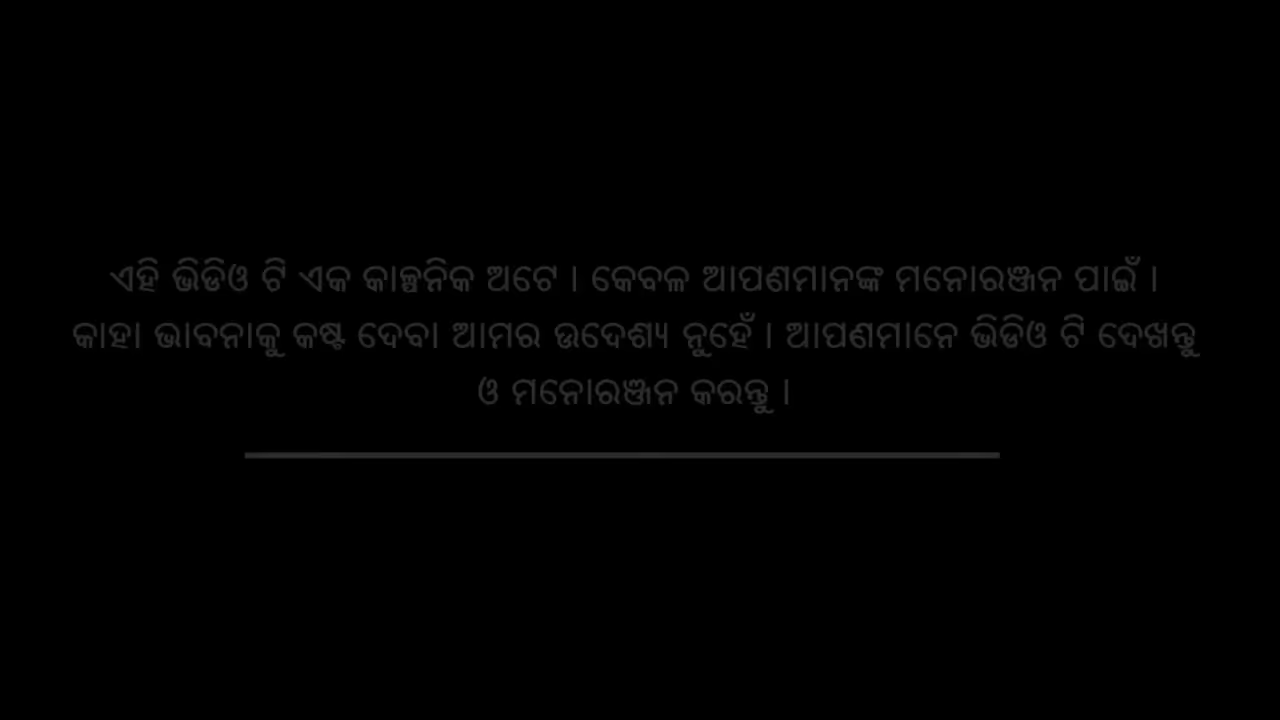 ଏହି ଭିଡିଓ ଟି ଏକ କାଳ୍ପନିକ ଅଟେ । କେବଳ ଆପଣମାନଙ୍କ ମନୋରଞ୍ଜନ ପାଇଁ ।
କାହା ଭାବନାକୁ କଷ୍ଟ ଦେବା ଆମର ଉଦେଶ୍ୟ ନୁହେଁ । ଆପଣମାନେ ଭିଡିଓ ଟି ଦେଖନ୍ତୁ
ଓ ମନୋରଞ୍ଜନ କରନ୍ତୁ ।